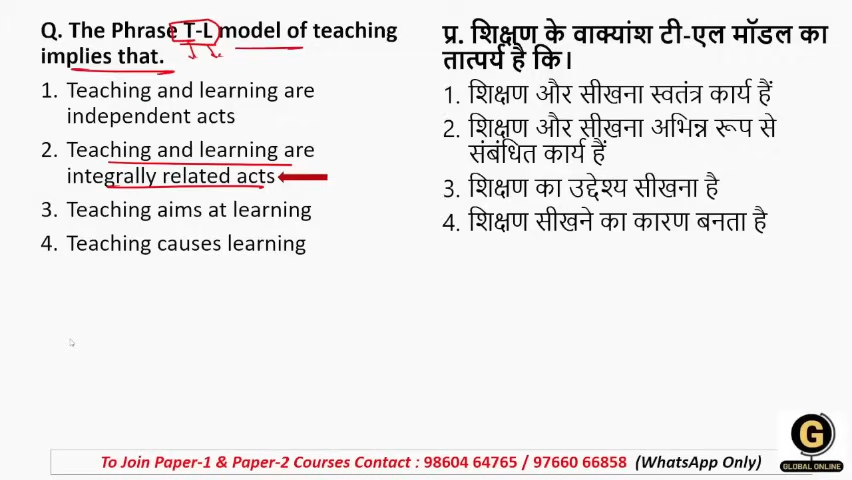 Q. The Phrase T-L model of teaching
implies that.
1. Teaching and learning are
independent acts
2. Teaching and learning are
integrally related acts
3. Teaching aims at learning
4. Teaching causes learning
प्र. शिक्षण के वाक्यांश टी-एल मॉडल का
तात्पर्य है कि।
1. शिक्षण और सीखना स्वतंत्र कार्य हैं
2. शिक्षण और सीखना अभिन्न रूप से
संबंधित कार्य हैं
3. शिक्षण का उद्देश्य सीखना है
4. शिक्षण सीखने का कारण बनता है
To Join Paper-1 & Paper-2 Courses Contact : 98604 64765 / 97660 66858 (WhatsApp Only)
GLOBAL ONLINE